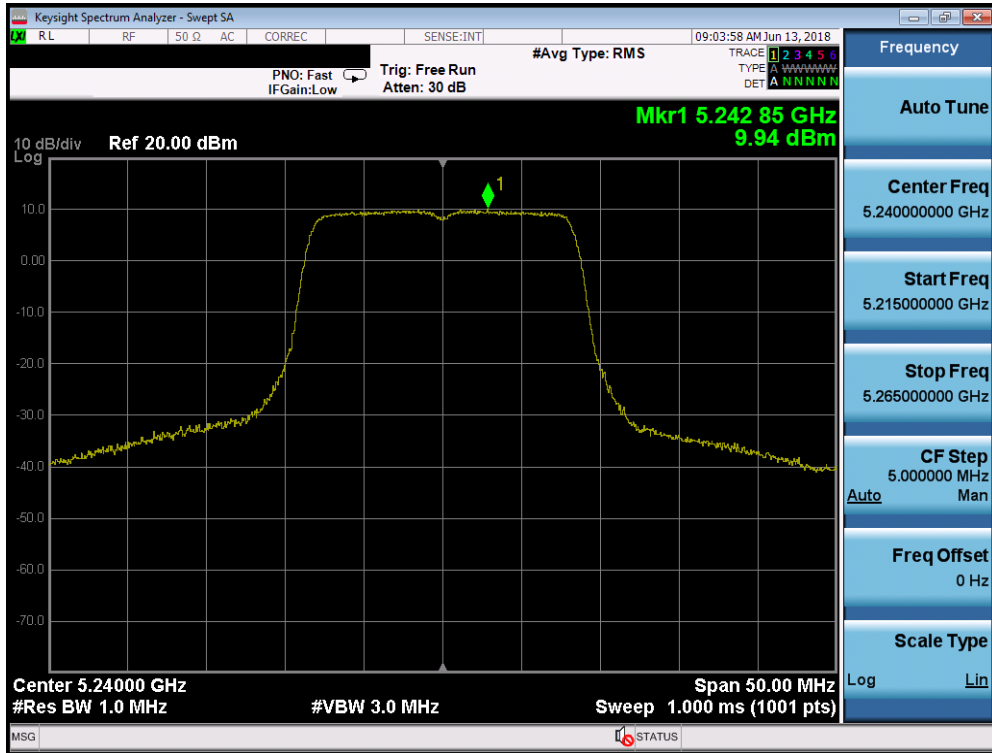 Keysight Spectrum Analyzer - Swept SA
LXI RL RF 50 Ω AC CORREC SENSE:INT 09:03:58 AM Jun 13, 2018
#Avg Type: RMS
TRACE 1 2 3 4 5 6
TYPE A W W W W W
DET A N N N N N
PNO: Fast Trig: Free Run
IFGain:Low Atten: 30 dB
Mkr1 5.242 85 GHz
9.94 dBm
10 dB/div Ref 20.00 dBm
Log
1
10.0
0.00
-10.0
-20.0
-30.0
-40.0
-50.0
-60.0
-70.0
Center 5.24000 GHz Span 50.00 MHz
#Res BW 1.0 MHz #VBW 3.0 MHz Sweep 1.000 ms (1001 pts)
MSG STATUS
Frequency
Auto Tune
Center Freq
5.240000000 GHz
Start Freq
5.215000000 GHz
Stop Freq
5.265000000 GHz
CF Step
5.000000 MHz
Auto Man
Freq Offset
0 Hz
Scale Type
Log Lin